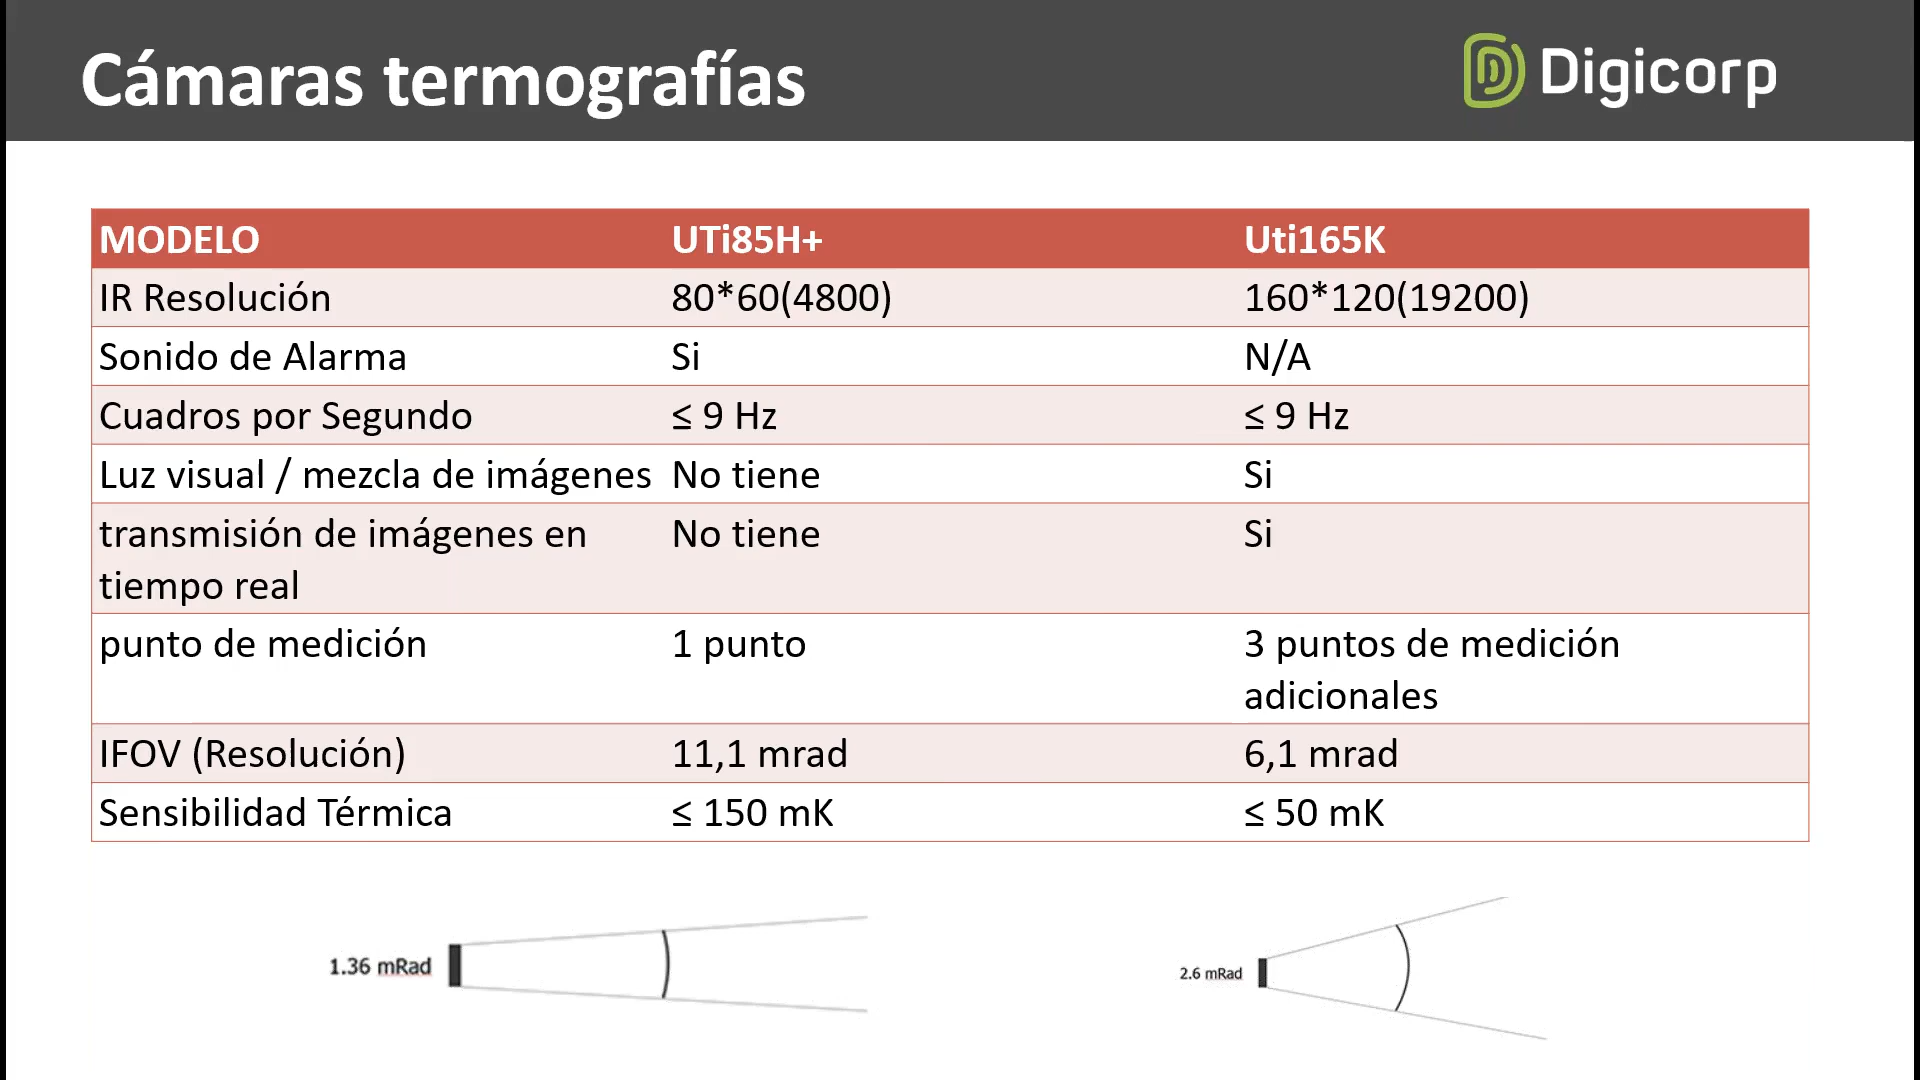 Cámaras termografías
Digicorp
MODELO UTi85H+ Uti165K
IR Resolución 80*60(4800) 160*120(19200)
Sonido de Alarma Si N/A
Cuadros por Segundo ≤ 9 Hz ≤ 9 Hz
Luz visual / mezcla de imágenes No tiene Si
transmisión de imágenes en No tiene Si
tiempo real
punto de medición 1 punto 3 puntos de medición
adicionales
IFOV (Resolución) 11,1 mrad 6,1 mrad
Sensibilidad Térmica ≤ 150 mK ≤ 50 mK
1.36 mRad
2.6 mRad